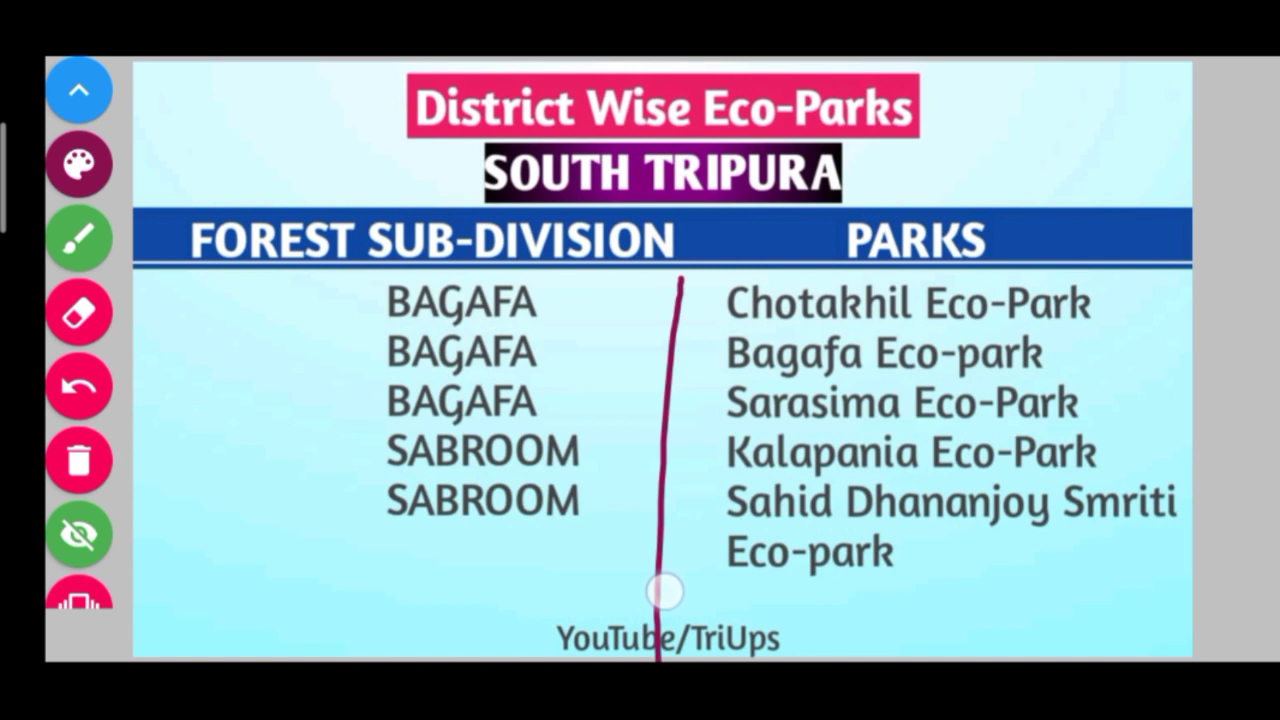 District Wise Eco-Parks
SOUTH TRIPURA
FOREST SUB-DIVISION PARKS
BAGAFA Chotakhil Eco-Park
BAGAFA Bagafa Eco-park
BAGAFA Sarasima Eco-Park
SABROOM Kalapania Eco-Park
SABROOM Sahid Dhananjoy Smriti
Eco-park
YouTube/TriUps